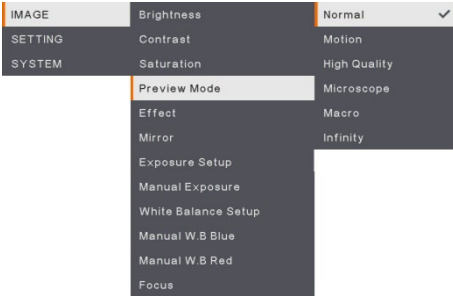 IMAGE
SETTING
SYSTEM
Brightness
Contrast
Saturation
Preview Mode
Effect
Mirror
Exposure Setup
Manual Exposure
White Balance Setup
Manual W.B Blue
Manual W.B Red
Focus
Normal
Motion
High Quality
Microscope
Macro
Infinity